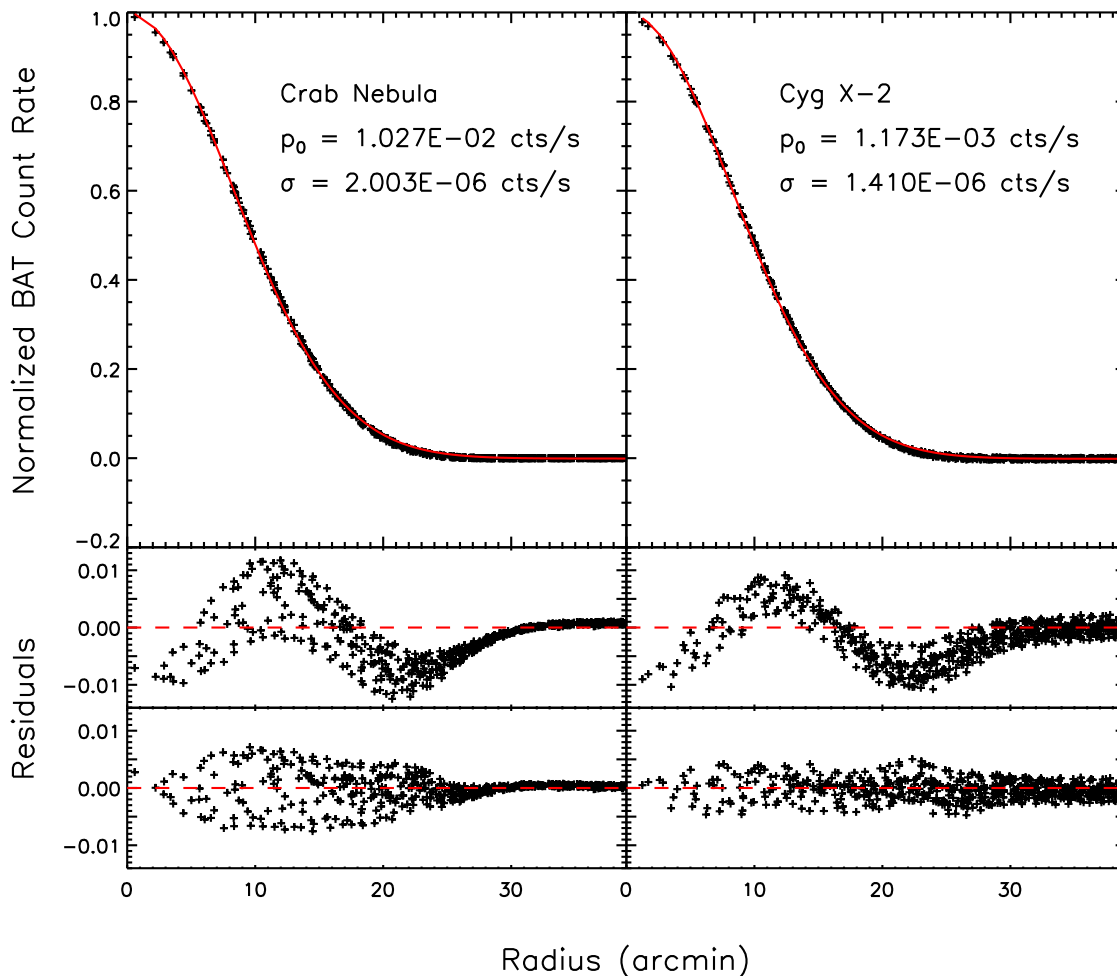 Normalized BAT Count Rate
1.0
0.8
0.6
0.4
0.2
0.0
−0.2
Crab Nebula
p₀ = 1.027E−02 cts/s
σ = 2.003E−06 cts/s
Cyg X−2
p₀ = 1.173E−03 cts/s
σ = 1.410E−06 cts/s
Residuals
0.01
0.00
−0.01
0.01
0.00
−0.01
0 10 20 30 0 10 20 30
Radius (arcmin)